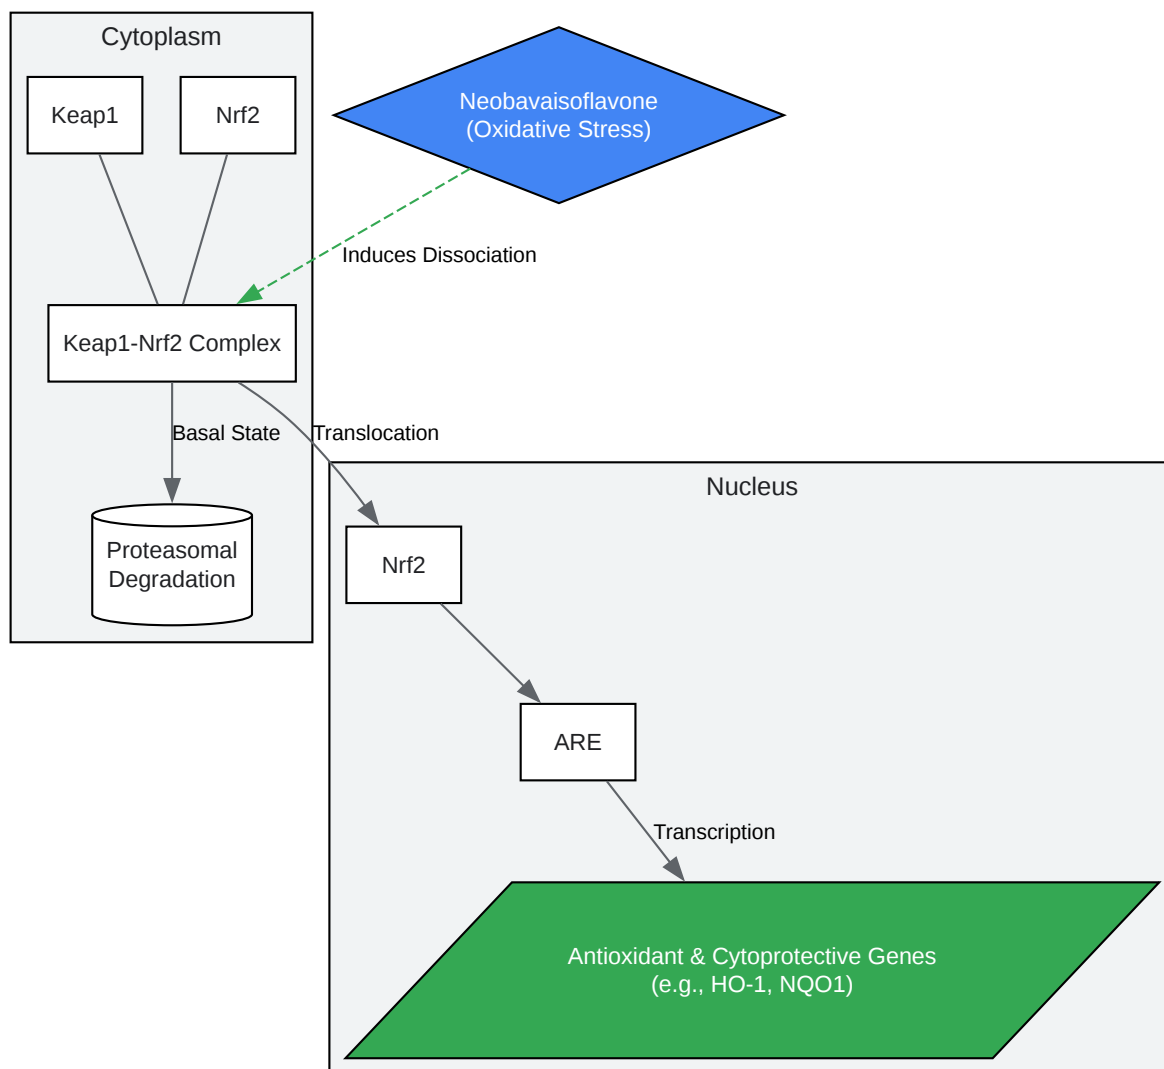 Cytoplasm
Keap1
Nrf2
Neobavaisoflavone
(Oxidative Stress)
Induces Dissociation
Keap1-Nrf2 Complex
Basal State
Translocation
Nucleus
Proteasomal
Degradation
Nrf2
ARE
Transcription
Antioxidant & Cytoprotective Genes
(e.g., HO-1, NQO1)